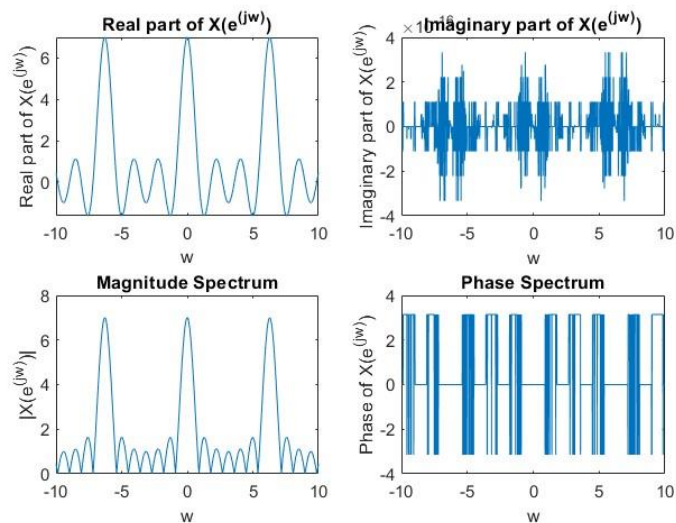 Real part of X(e^(jw))
Real part of X(e^(jw))
6
4
2
0
-10 -5 0 5 10
w
×10^-16
Imaginary part of X(e^(jw))
Imaginary part of X(e^(jw))
4
2
0
-2
-4
-10 -5 0 5 10
w
Magnitude Spectrum
|X(e^(jw))|
8
6
4
2
0
-10 -5 0 5 10
w
Phase Spectrum
Phase of X(e^(jw))
4
2
0
-2
-4
-10 -5 0 5 10
w